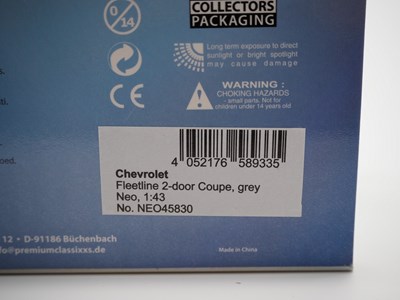 0/14
COLLECTORS
PACKAGING
Long term exposure to direct
sunlight or bright spotlight
may cause damage
CE
WARNING:
CHOKING HAZARDS
- small parts. Not for
children under 14 years old
4 052176 589335
Chevrolet
Fleetline 2-door Coupe, grey
Neo, 1:43
No. NEO45830
12 • D-91186 Büchenbach
nfo@premiumclassixxs.de
Made in China